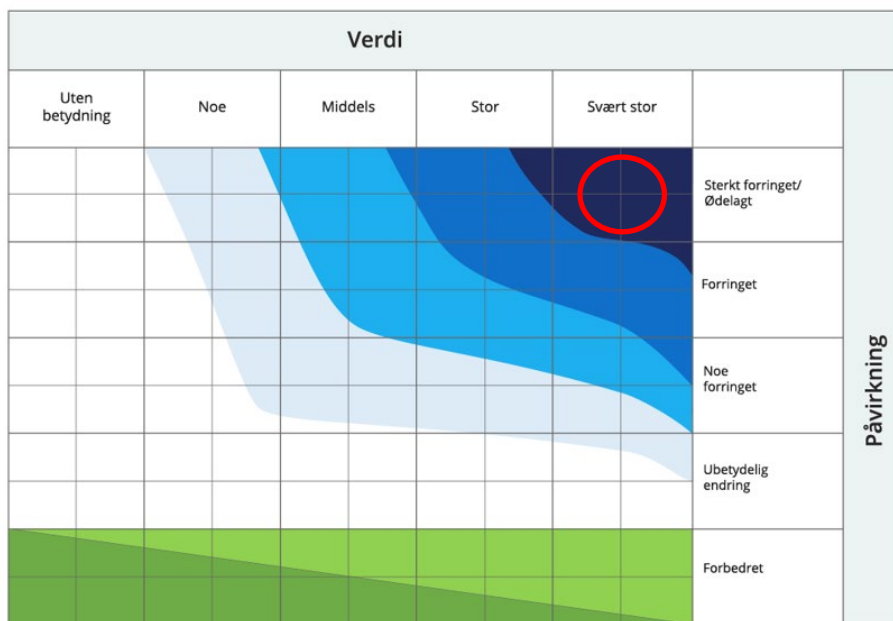 Verdi
Uten
betydning
Noe
Middels
Stor
Svært stor
Sterkt forringet/
Ødelagt
Forringet
Noe
forringet
Ubetydelig
endring
Forbedret
Påvirkning